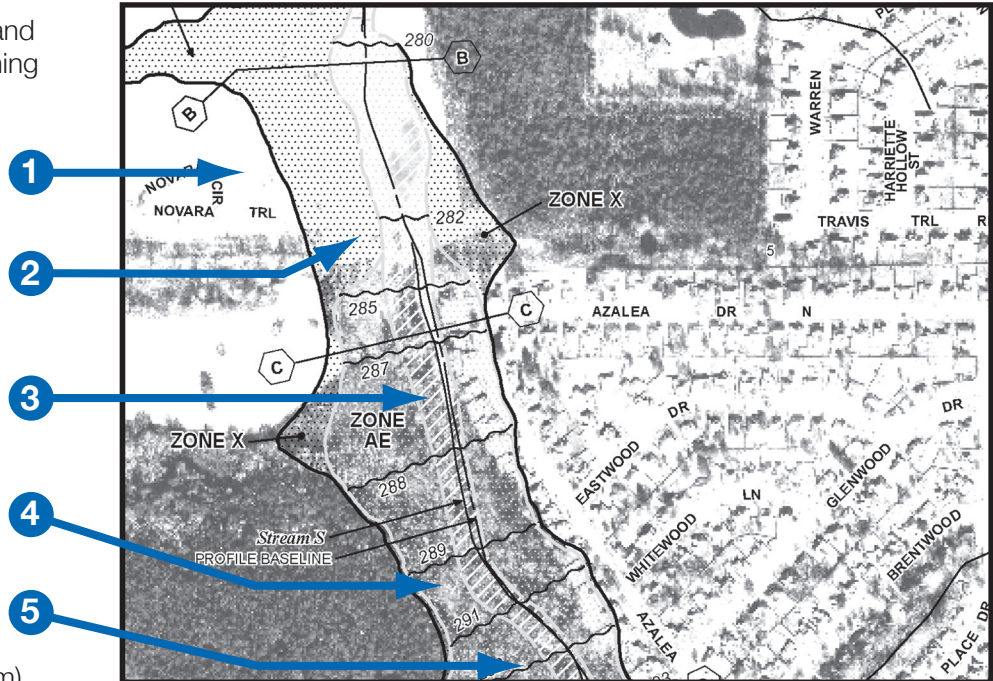 and
ning
280
B
B
WARREN
HARRIETTE
HOLLOW
ST
1
CIR
NOVARA
TRL
ZONE X
282
TRAVIS
TRL
R
2
5
285
AZALEA
DR
N
C
C
287
3
DR
DR
ZONE X
ZONE
AE
EASTWOOD
GLENWOOD
288
LN
4
Stream S
PROFILE BASELINE
289
WHITEWOOD
BRENTWOOD
5
291
AZALEA
PLACE DR
m)